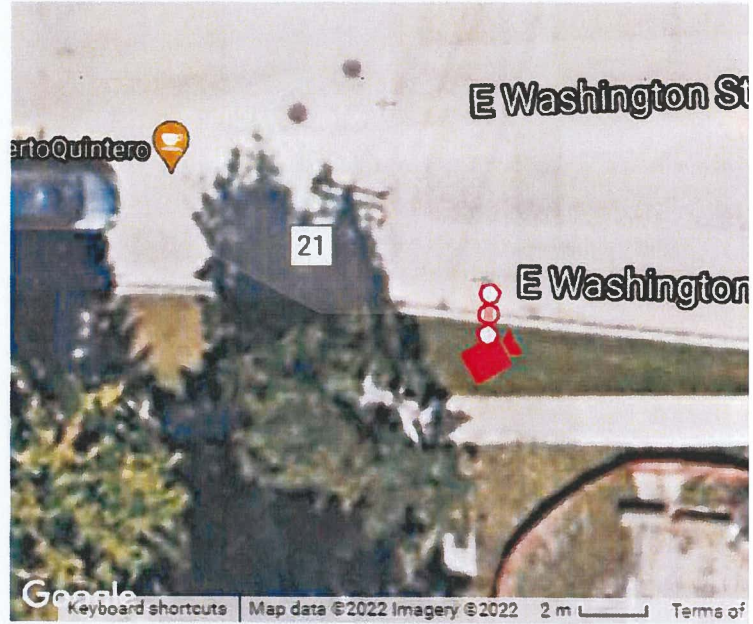 E Washington St
ertoQuintero
21
E Washington
Google
Keyboard shortcuts Map data ©2022 Imagery ©2022 2 m Terms of